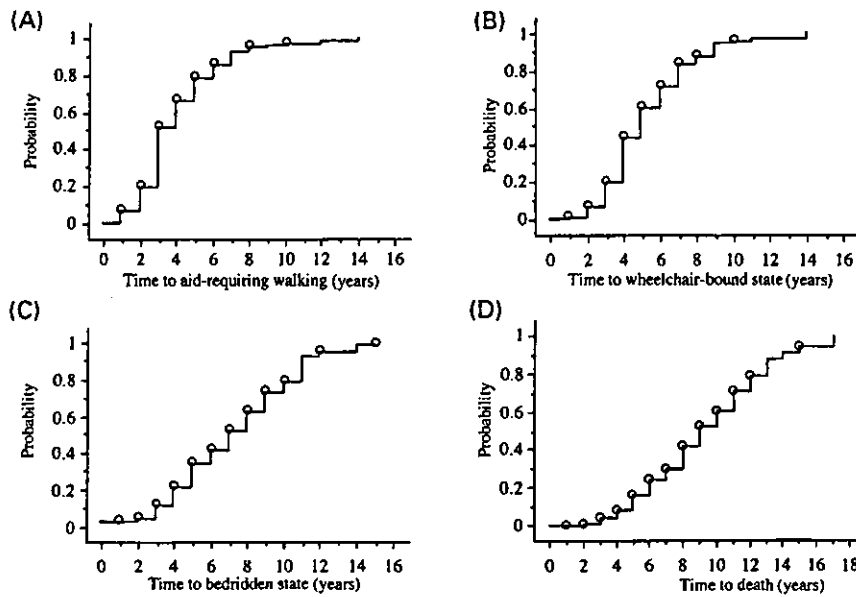 (A)
Probability
1
0.8
0.6
0.4
0.2
0
0 2 4 6 8 10 12 14 16
Time to aid-requiring walking (years)
(B)
Probability
1
0.8
0.6
0.4
0.2
0
0 2 4 6 8 10 12 14 16
Time to wheelchair-bound state (years)
(C)
Probability
1
0.8
0.6
0.4
0.2
0
0 2 4 6 8 10 12 14 16
Time to bedridden state (years)
(D)
Probability
1
0.8
0.6
0.4
0.2
0
0 2 4 6 8 10 12 14 16 18
Time to death (years)